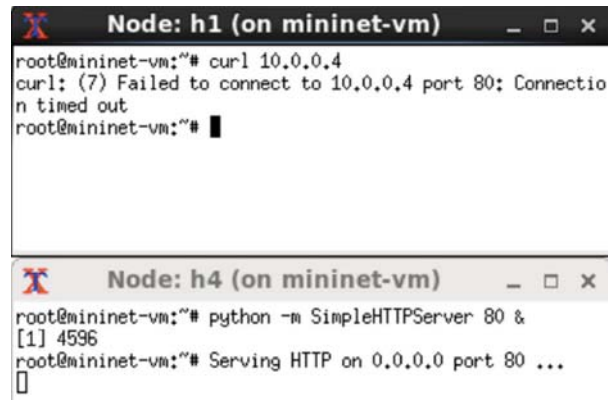 Node: h1 (on mininet-vm)
root@mininet-vm:~# curl 10.0.0.4
curl: (7) Failed to connect to 10.0.0.4 port 80: Connectio
n timed out
root@mininet-vm:~#
Node: h4 (on mininet-vm)
root@mininet-vm:~# python -m SimpleHTTPServer 80 &
[1] 4596
root@mininet-vm:~# Serving HTTP on 0.0.0.0 port 80 ...